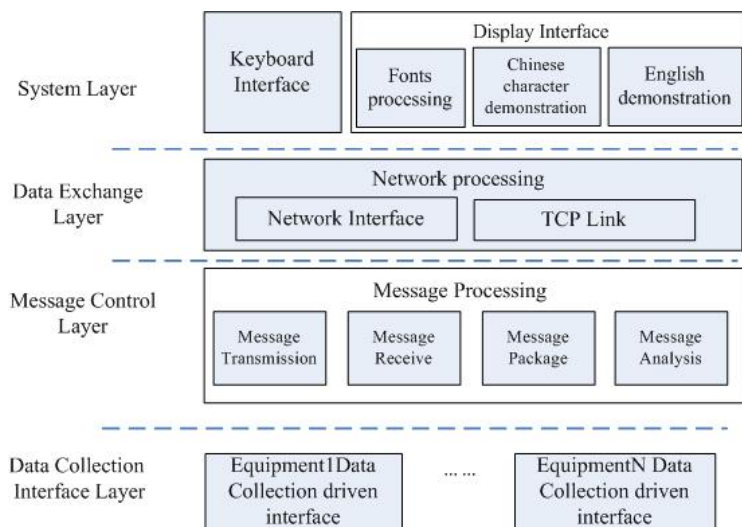 System Layer
Keyboard
Interface
Display Interface
Fonts
processing
Chinese
character
demonstration
English
demonstration
Data Exchange
Layer
Network processing
Network Interface
TCP Link
Message Control
Layer
Message Processing
Message
Transmission
Message
Receive
Message
Package
Message
Analysis
Data Collection
Interface Layer
Equipment1Data
Collection driven
interface
... ...
EquipmentN Data
Collection driven
interface